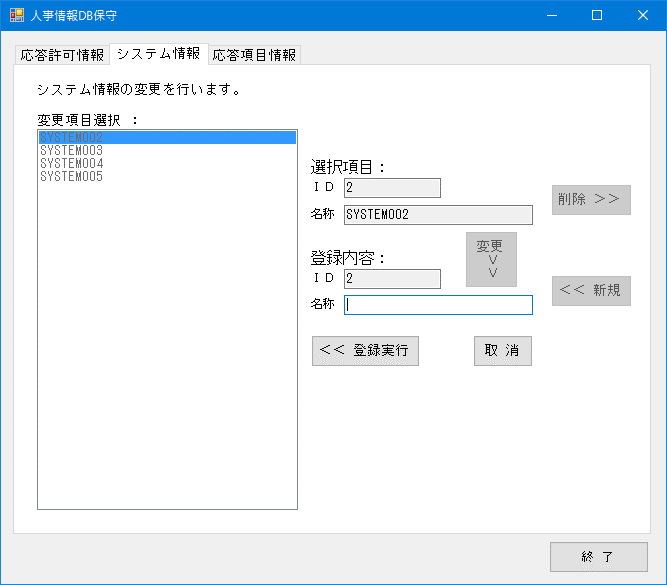 人事情報DB保守
応答許可情報 システム情報 応答項目情報
システム情報の変更を行います。
変更項目選択 ：
SYSTEM002
SYSTEM003
SYSTEM004
SYSTEM005
選択項目：
ＩＤ 2
名称 SYSTEM002
削除 ＞＞
変更
∨
∨
登録内容：
ＩＤ 2
名称
＜＜ 新規
＜＜ 登録実行
取 消
終 了